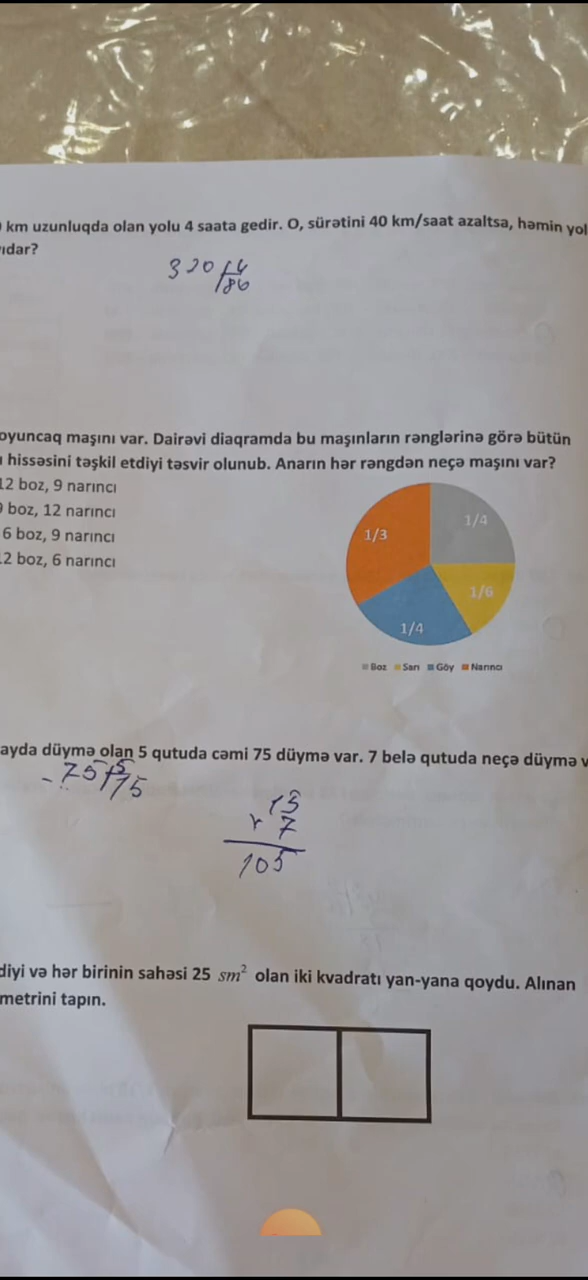 km uzunluqda olan yolu 4 saata gedir. O, sürətini 40 km/saat azaltsa, həmin yol
ıdar?
320 4
80
oyuncaq maşını var. Dairəvi diaqramda bu maşınların rənglərinə görə bütün
hissəsini təşkil etdiyi təsvir olunub. Anarın hər rəngdən neçə maşını var?
12 boz, 9 narıncı
9 boz, 12 narıncı
6 boz, 9 narıncı
12 boz, 6 narıncı
1/3
1/4
1/6
1/4
Boz Sarı Göy Narıncı
ayda düymə olan 5 qutuda cəmi 75 düymə var. 7 belə qutuda neçə düymə v
- 75 5
15
15
x 7
105
diyi və hər birinin sahəsi 25 sm² olan iki kvadratı yan-yana qoydu. Alınan
metrini tapın.